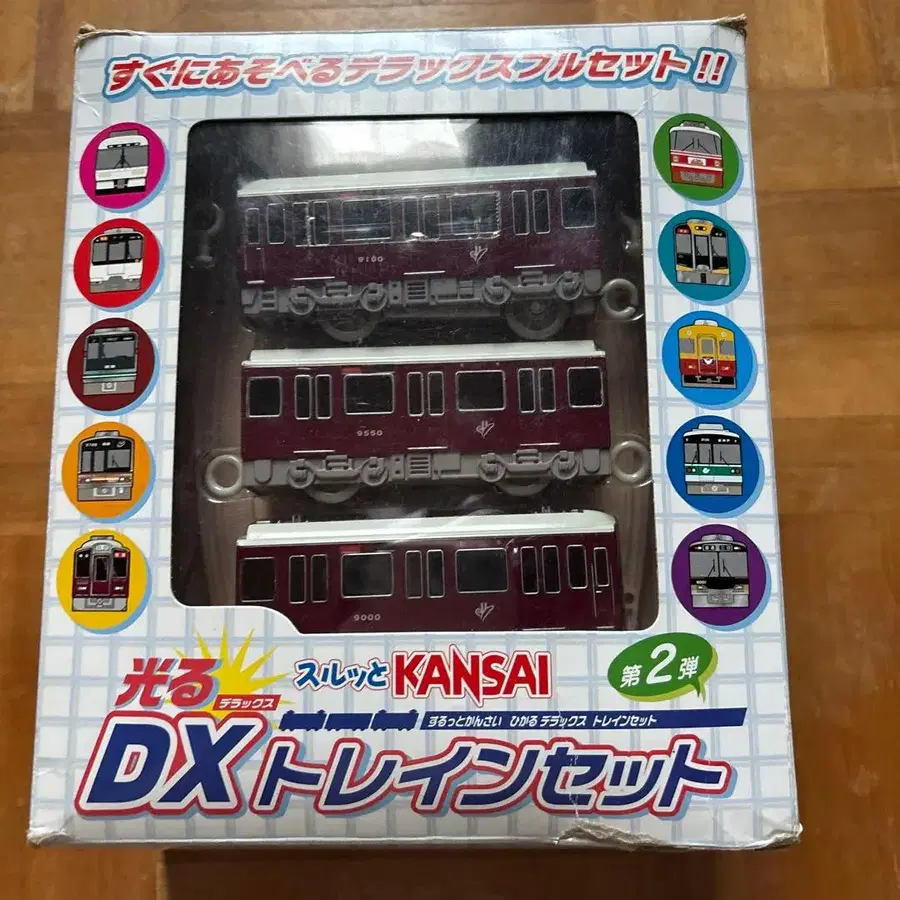 すぐにあそべるデラックスフルセット!!
0016
9550
9000
光る
スルッとKANSAI
第2弾
デラックス
するっとかんさい ひかる デラックス トレインセット
DXトレインセット